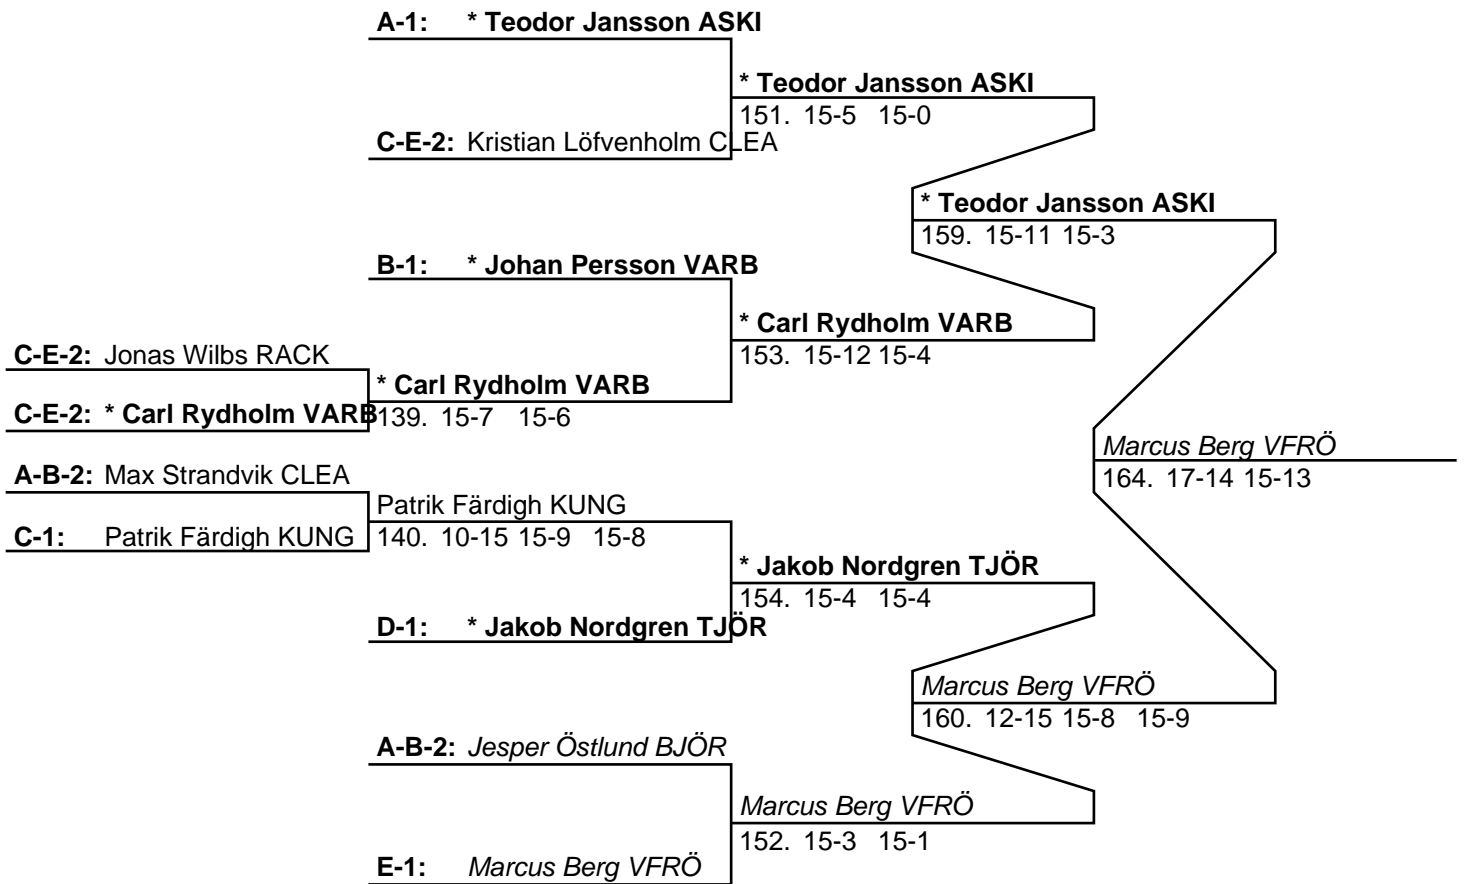 A-1: * Teodor Jansson ASKI
* Teodor Jansson ASKI
151. 15-5 15-0
C-E-2: Kristian Löfvenholm CLEA
* Teodor Jansson ASKI
159. 15-11 15-3
B-1: * Johan Persson VARB
* Carl Rydholm VARB
153. 15-12 15-4
C-E-2: Jonas Wilbs RACK
* Carl Rydholm VARB
139. 15-7 15-6
C-E-2: * Carl Rydholm VARB
Marcus Berg VFRÖ
164. 17-14 15-13
A-B-2: Max Strandvik CLEA
Patrik Färdigh KUNG
140. 10-15 15-9 15-8
C-1: Patrik Färdigh KUNG
* Jakob Nordgren TJÖR
154. 15-4 15-4
D-1: * Jakob Nordgren TJÖR
Marcus Berg VFRÖ
160. 12-15 15-8 15-9
A-B-2: Jesper Östlund BJÖR
Marcus Berg VFRÖ
152. 15-3 15-1
E-1: Marcus Berg VFRÖ